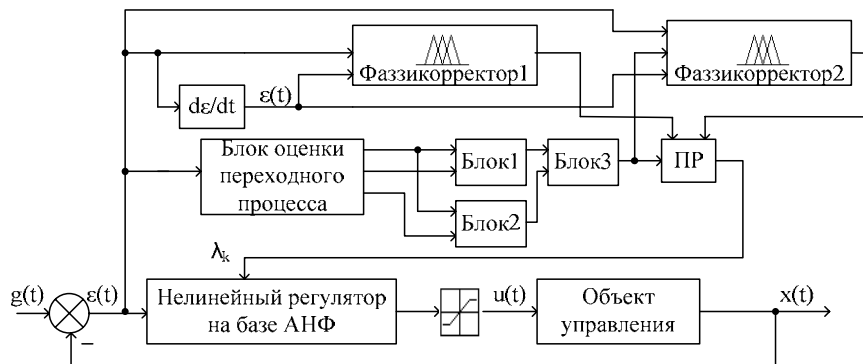 Фаззикорректор1
Фаззикорректор2
dε/dt
ε(t)
Блок оценки
переходного
процесса
Блок1
Блок2
Блок3
ПР
λk
g(t)
ε(t)
−
Нелинейный регулятор
на базе АНФ
u(t)
Объект
управления
x(t)